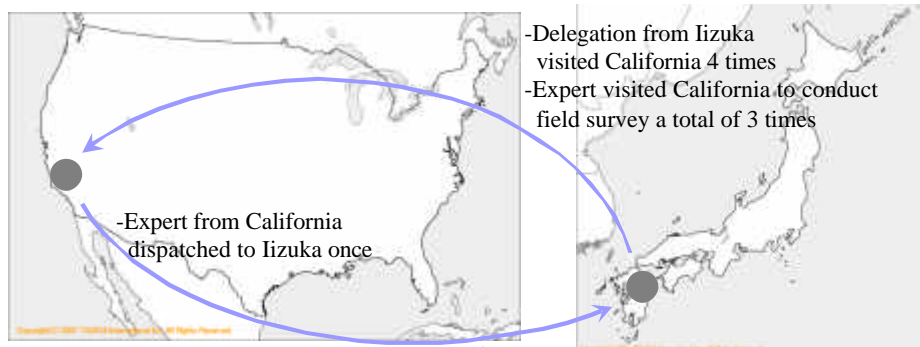 -Delegation from Iizuka
visited California 4 times
-Expert visited California to conduct
field survey a total of 3 times
-Expert from California
dispatched to Iizuka once